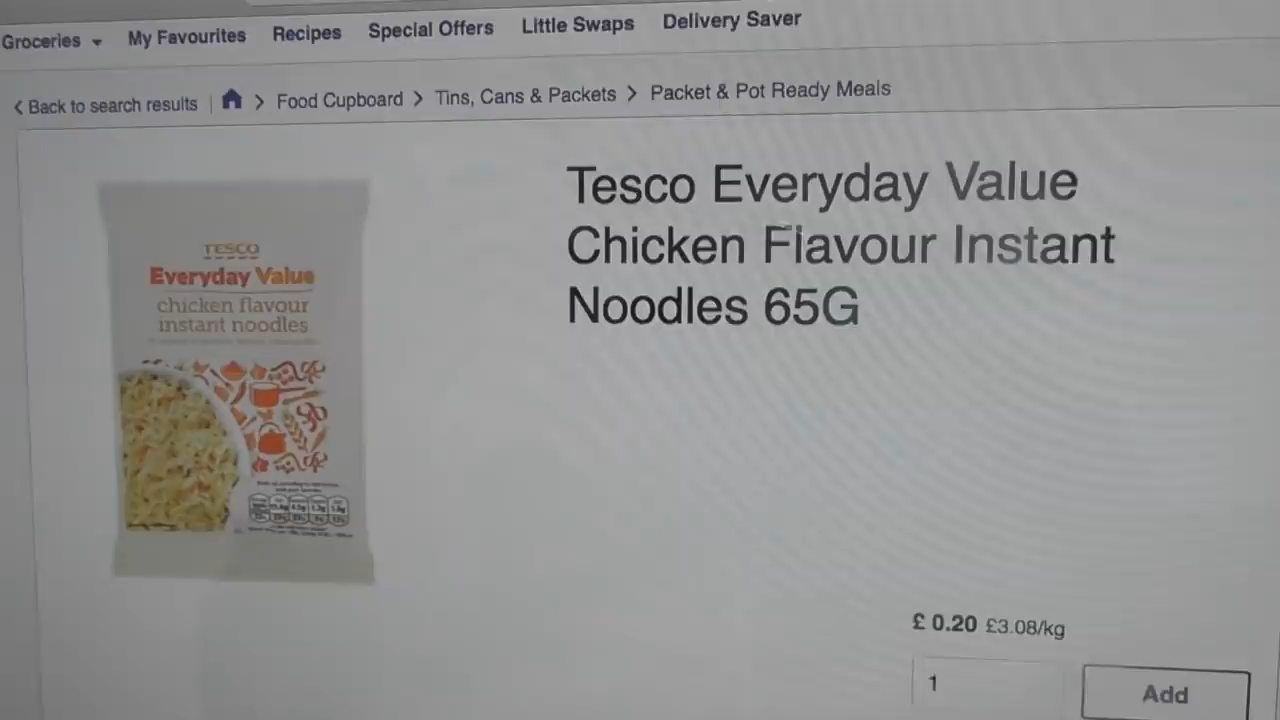 Groceries My Favourites Recipes Special Offers Little Swaps Delivery Saver
< Back to search results | > Food Cupboard > Tins, Cans & Packets > Packet & Pot Ready Meals
Tesco Everyday Value
Chicken Flavour Instant
Noodles 65G
TESCO
Everyday Value
chicken flavour
instant noodles
£ 0.20 £3.08/kg
1
Add